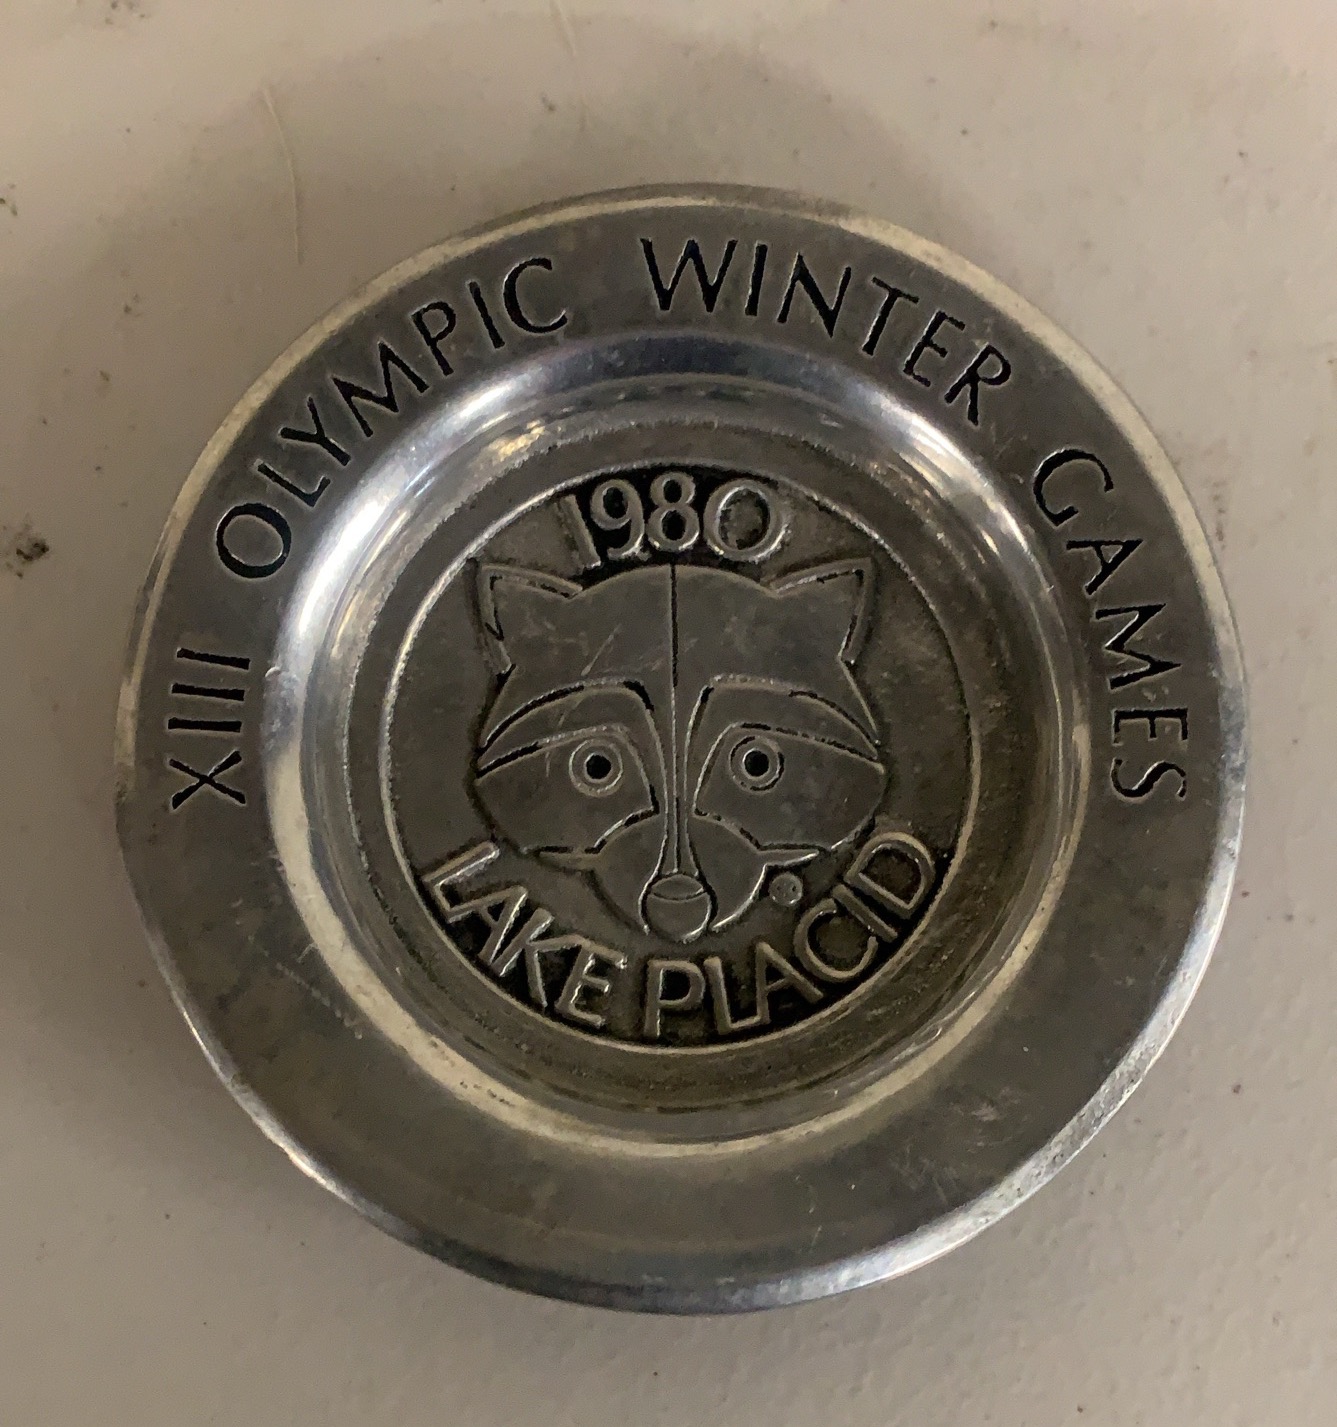 XIII OLYMPIC WINTER GAMES
1980
LAKE PLACID